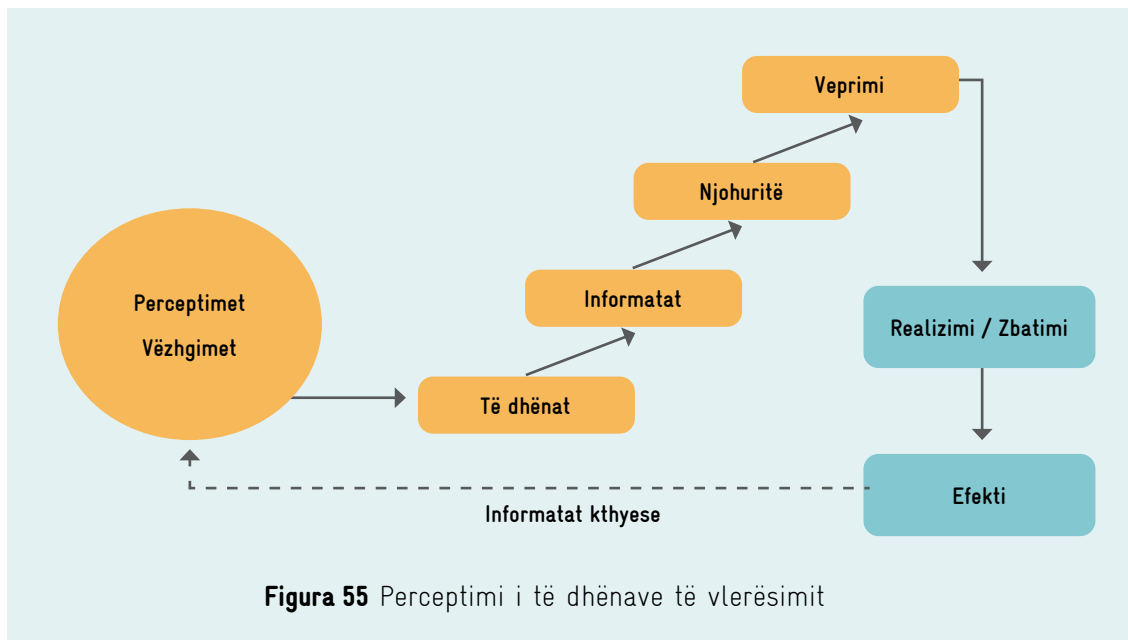 Veprimi
Njohuritë
Informatat
Të dhënat
Perceptimet
Vëzhgimet
Realizimi / Zbatimi
Efekti
Informatat kthyese
Figura 55 Perceptimi i të dhënave të vlerësimit